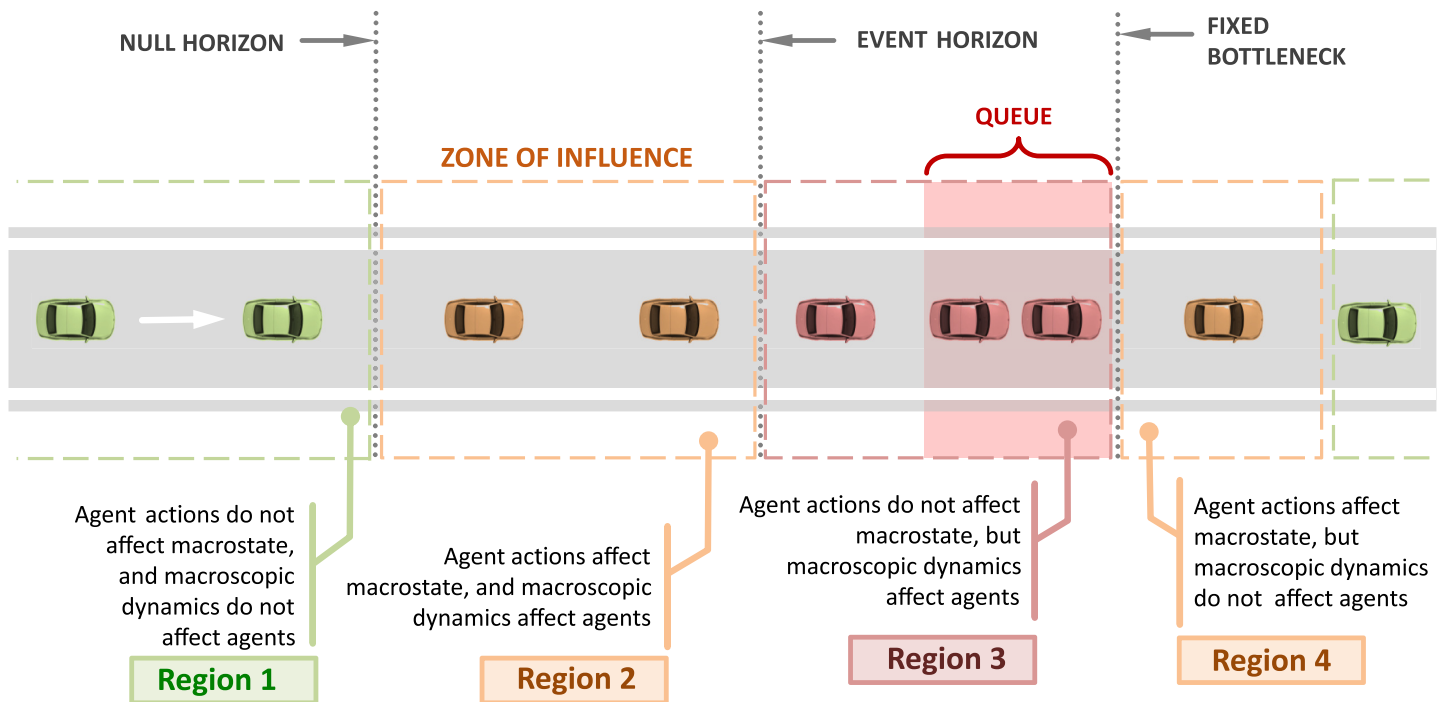 NULL HORIZON
EVENT HORIZON
FIXED
BOTTLENECK
QUEUE
ZONE OF INFLUENCE
Agent actions do not
affect macrostate,
and macroscopic
dynamics do not
affect agents
Region 1
Agent actions affect
macrostate, and macroscopic
dynamics affect agents
Region 2
Agent actions do not affect
macrostate, but
macroscopic dynamics
affect agents
Region 3
Agent actions affect
macrostate, but
macroscopic dynamics
do not affect agents
Region 4